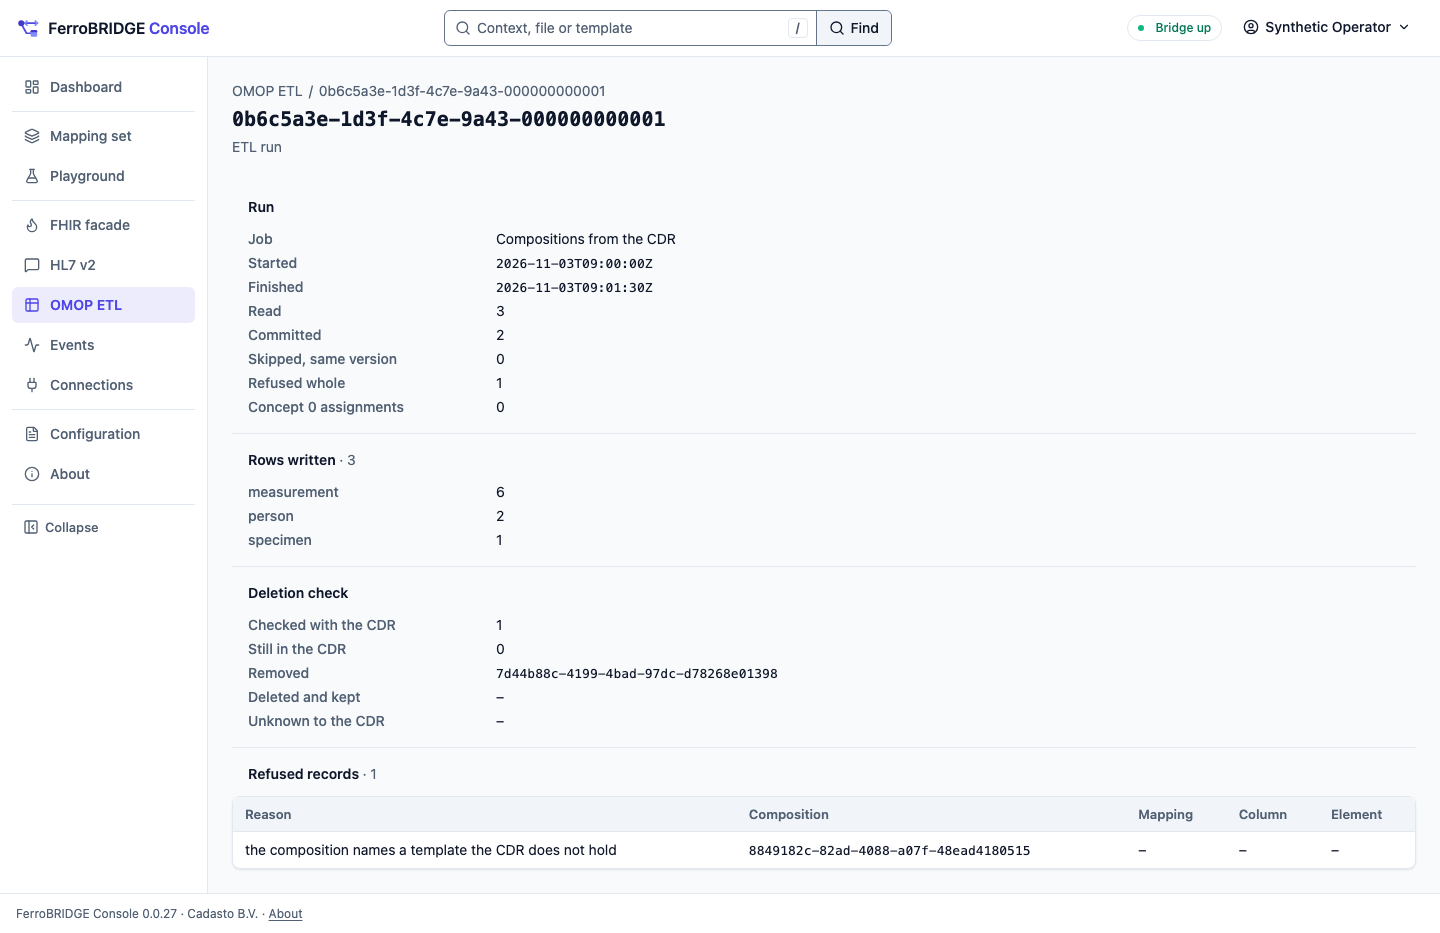 FerroBRIDGE Console
Context, file or template
/
Find
Bridge up
Synthetic Operator
Dashboard
Mapping set
Playground
FHIR facade
HL7 v2
OMOP ETL
Events
Connections
Configuration
About
Collapse
OMOP ETL / 0b6c5a3e-1d3f-4c7e-9a43-000000000001
0b6c5a3e-1d3f-4c7e-9a43-000000000001
ETL run
Run
Job Compositions from the CDR
Started 2026-11-03T09:00:00Z
Finished 2026-11-03T09:01:30Z
Read 3
Committed 2
Skipped, same version 0
Refused whole 1
Concept 0 assignments 0
Rows written · 3
measurement 6
person 2
specimen 1
Deletion check
Checked with the CDR 1
Still in the CDR 0
Removed 7d44b88c-4199-4bad-97dc-d78268e01398
Deleted and kept –
Unknown to the CDR –
Refused records · 1
Reason Composition Mapping Column Element
the composition names a template the CDR does not hold 8849182c-82ad-4088-a07f-48ead4180515 – – –
FerroBRIDGE Console 0.0.27 · Cadasto B.V. · About